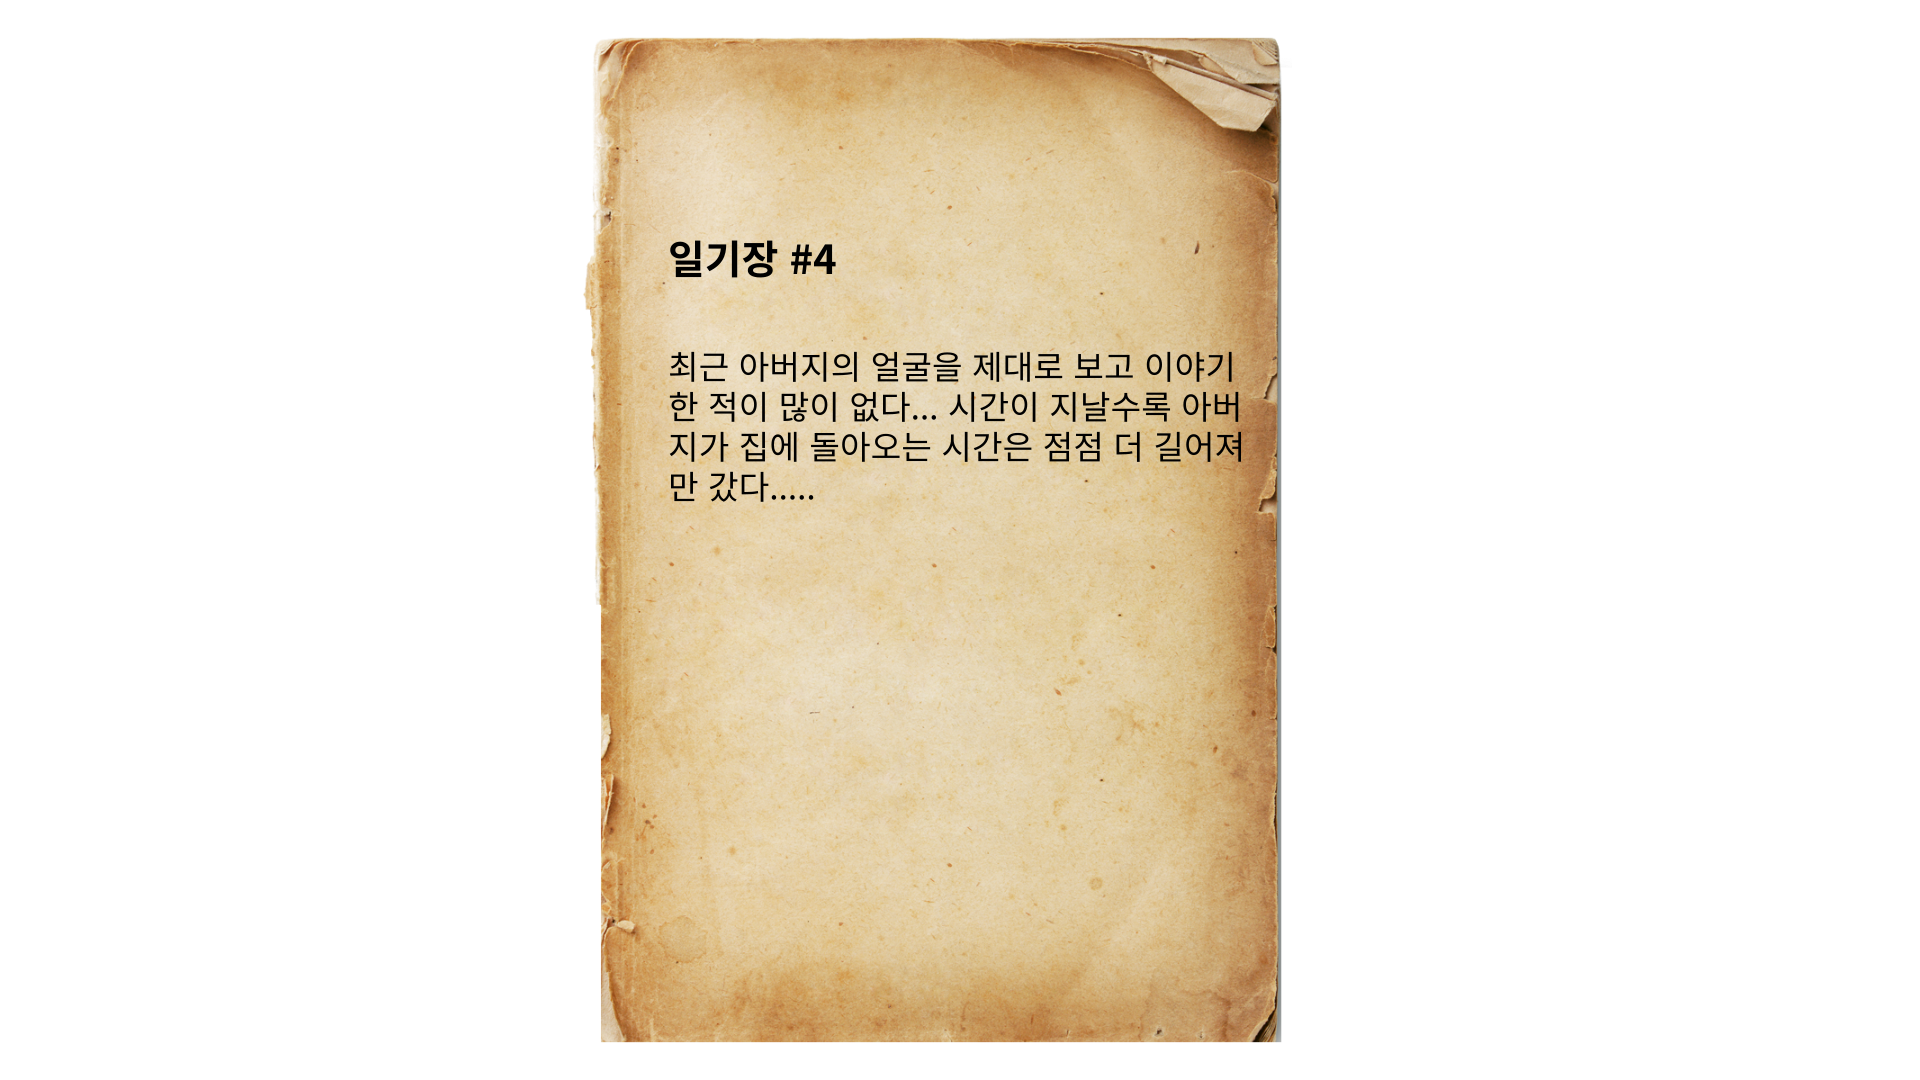 일기장 #4
최근 아버지의 얼굴을 제대로 보고 이야기
한 적이 많이 없다... 시간이 지날수록 아버
지가 집에 돌아오는 시간은 점점 더 길어져
만 갔다.....